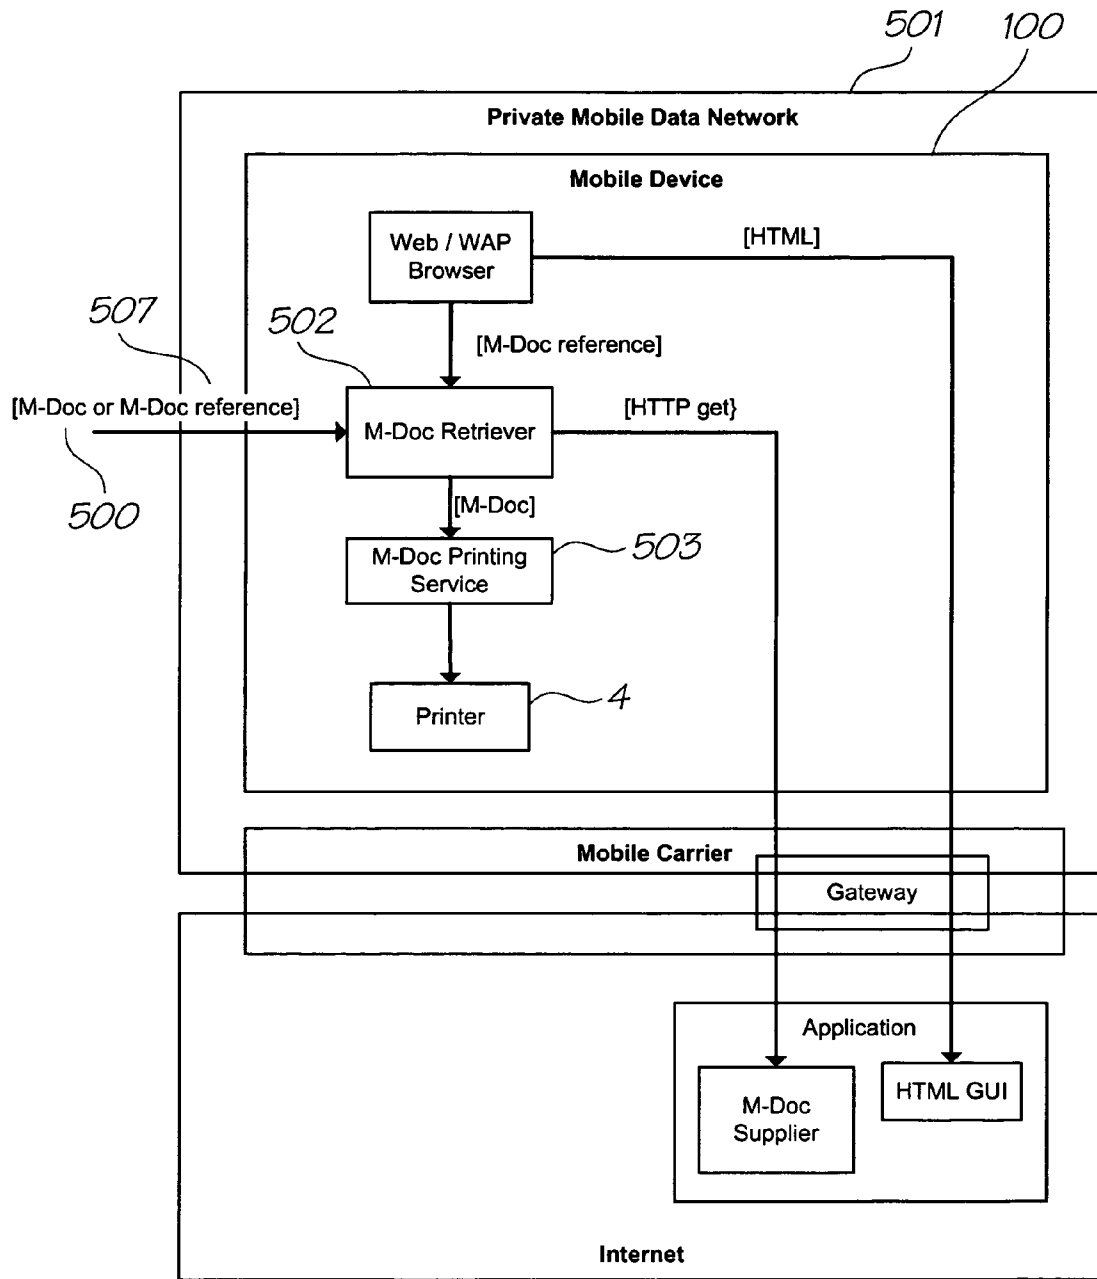 501
100
Private Mobile Data Network
Mobile Device
Web / WAP
Browser
[HTML]
507
502
[M-Doc reference]
[M-Doc or M-Doc reference]
M-Doc Retriever
[HTTP get}
500
[M-Doc]
M-Doc Printing
Service
503
Printer
4
Mobile Carrier
Gateway
Application
M-Doc
Supplier
HTML GUI
Internet